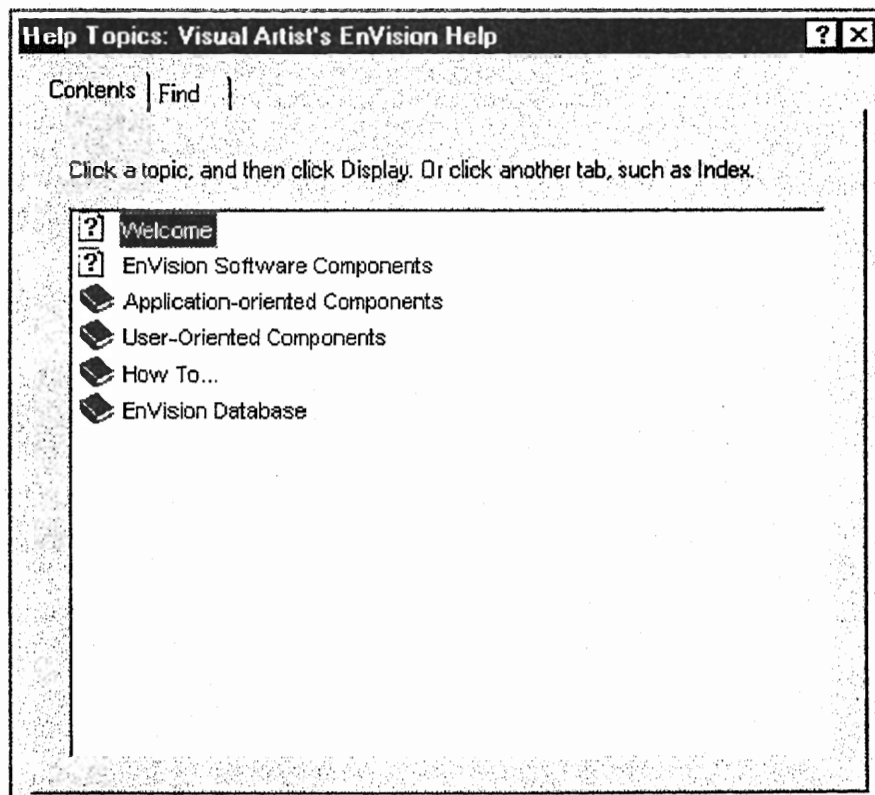 Help Topics: Visual Artist's EnVision Help
Contents Find
Click a topic, and then click Display. Or click another tab, such as Index.
Welcome
EnVision Software Components
Application-oriented Components
User-Oriented Components
How To...
EnVision Database